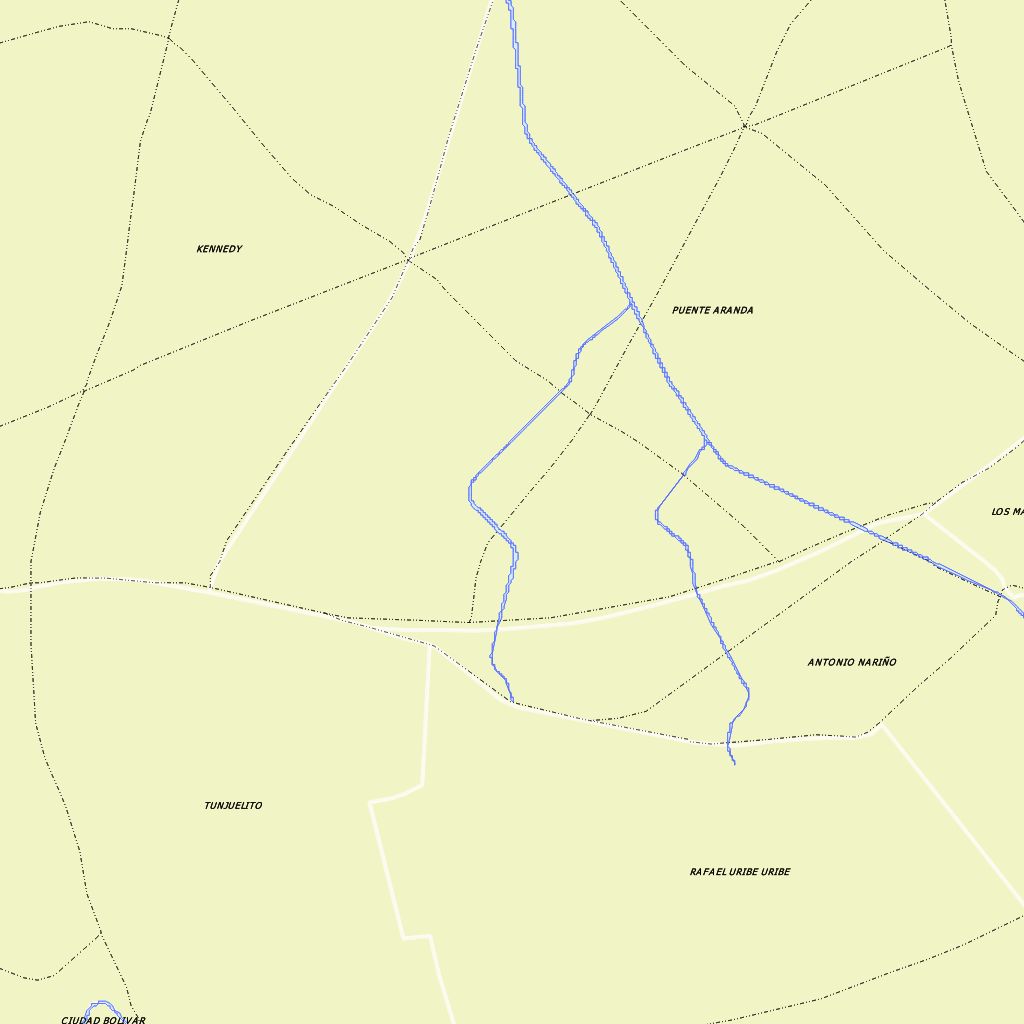 KENNEDY
PUENTE ARANDA
LOS MA
ANTONIO NARIÑO
TUNJUELITO
RAFAEL URIBE URIBE
CIUDAD BOLIVAR